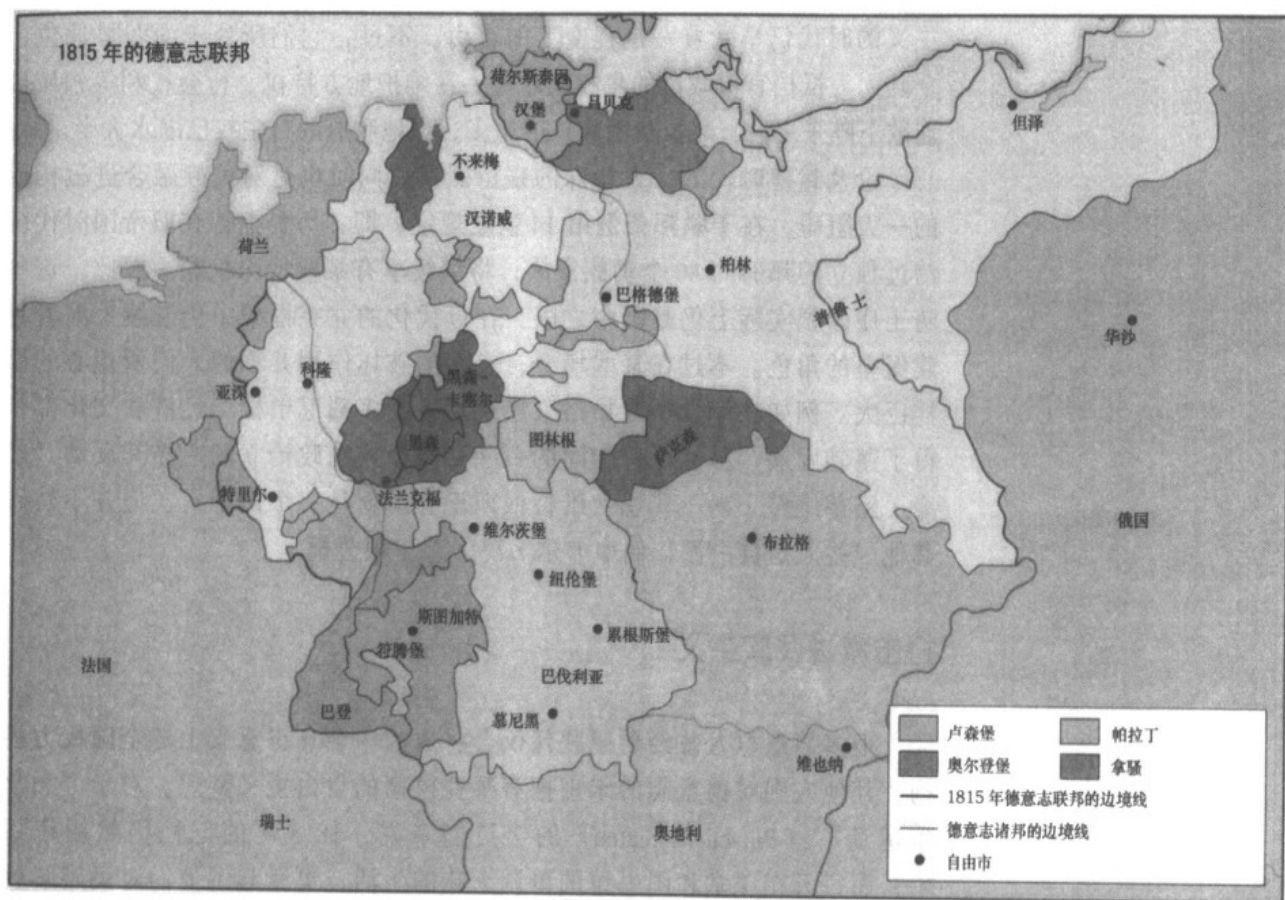 1815年的德意志联邦
荷尔斯泰因
汉堡
吕贝克
但泽
不来梅
汉诺威
荷兰
柏林
巴格德堡
普鲁士
华沙
科隆
亚深
黑森-
卡塞尔
黑森
图林根
萨克森
特里尔
法兰克福
维尔茨堡
布拉格
俄国
纽伦堡
斯图加特
累根斯堡
符腾堡
法国
巴伐利亚
巴登
慕尼黑
维也纳
瑞士
奥地利
卢森堡
帕拉丁
奥尔登堡
拿骚
1815年德意志联邦的边境线
德意志诸邦的边境线
自由市